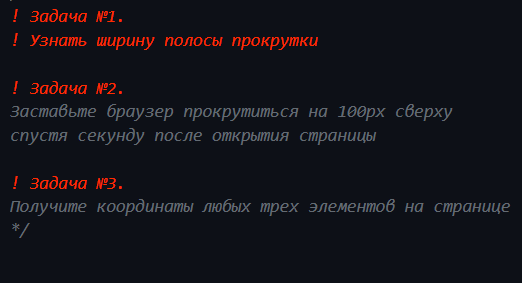 ! Задача №1.
! Узнать ширину полосы прокрутки
! Задача №2.
Заставьте браузер прокрутиться на 100px сверху
спустя секунду после открытия страницы
! Задача №3.
Получите координаты любых трех элементов на странице
*/